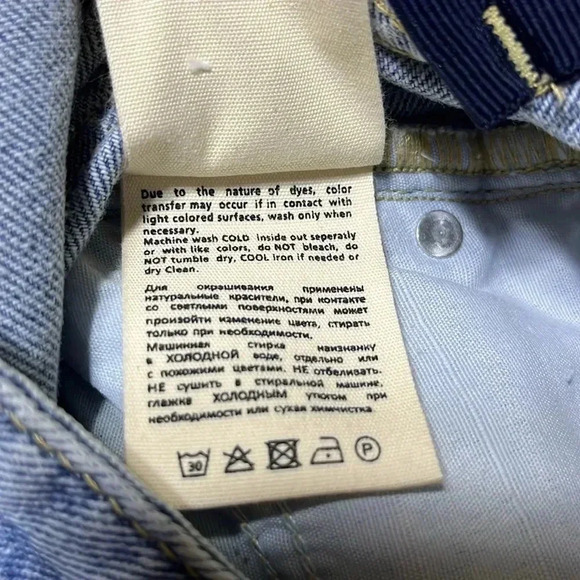 Due to the nature of dyes, color
transfer may occur if in contact with
light colored surfaces, wash only when
necessary.
Machine wash COLD inside out seperatly
or with like colors, do NOT bleach, do
NOT tumble dry, COOL iron if needed or
dry Clean.
Для окрашивания применены
натуральные красители, при контакте
со светлыми поверхностями может
произойти изменение цвета, стирать
только при необходимости.
Машинная стирка наизнанку
в ХОЛОДНОЙ воде, отдельно или
с похожими цветами. НЕ отбеливать.
НЕ сушить в стиральной машине,
глажка ХОЛОДНЫМ утюгом при
необходимости или сухая химчистка.
30 P